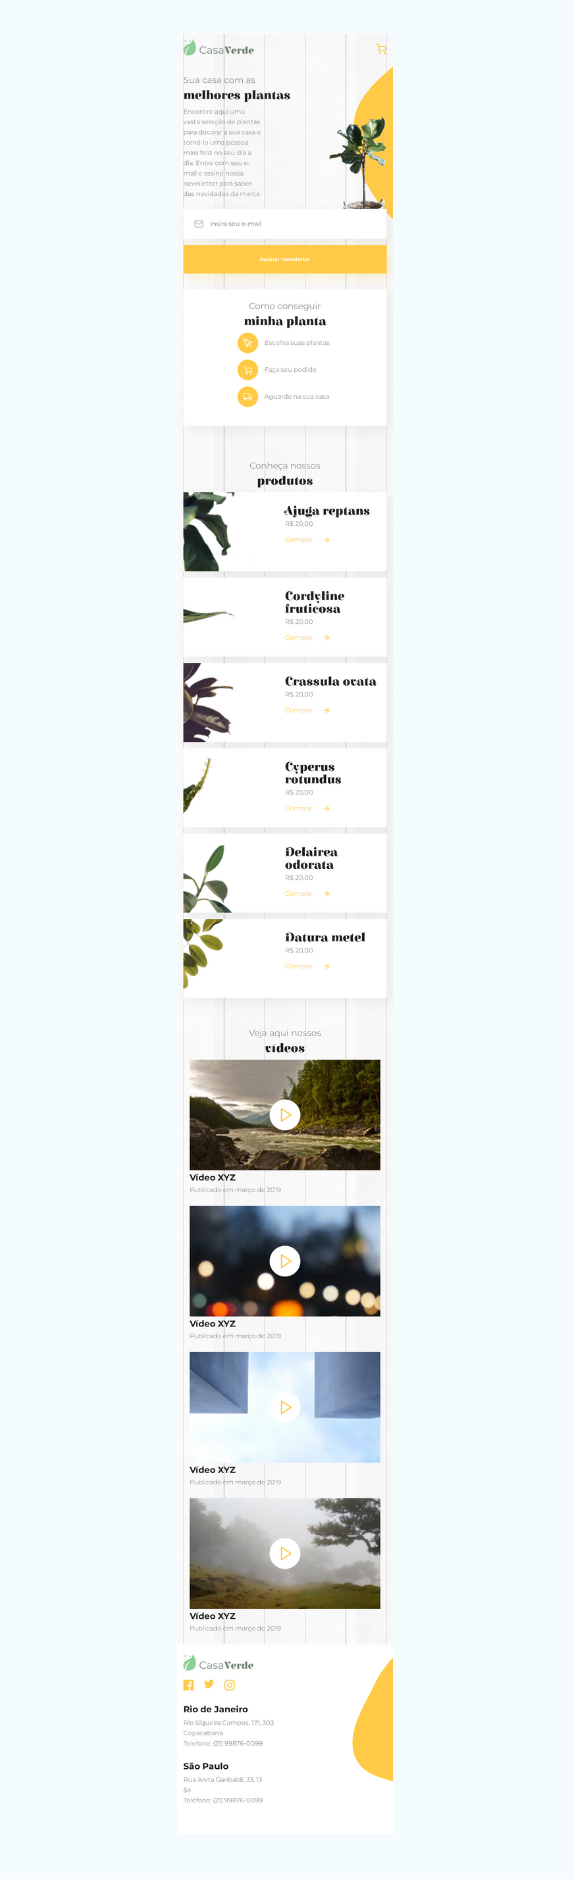 CasaVerde
Sua casa com as
melhores plantas
Encontre aqui uma
vasta seleção de plantas
para decorar a sua casa e
torná-lo uma pessoa
mais feliz no seu dia a
dia. Entre com seu e-
mail e assine nossa
newsletter para saber
das novidades da marca
Insira seu e-mail
Assinar newsletter
Como conseguir
minha planta
Escolha suas plantas
Faça seu pedido
Aguarde na sua casa
Conheça nossos
produtos
Ajuga reptans
R$ 20,00
Comprar
Cordyline
fruticosa
R$ 20,00
Comprar
Crassula ovata
R$ 20,00
Comprar
Cyperus
rotundus
R$ 20,00
Comprar
Delairea
odorata
R$ 20,00
Comprar
Datura metel
R$ 20,00
Comprar
Veja aqui nossos
vídeos
Vídeo XYZ
Publicado em março de 2019
Vídeo XYZ
Publicado em março de 2019
Vídeo XYZ
Publicado em março de 2019
Vídeo XYZ
Publicado em março de 2019
CasaVerde
Rio de Janeiro
Rio Siqueira Campos, 171, 303
Copacabana
Telefone: (21) 99876-0099
São Paulo
Rua Anita Garibaldi, 33, 13
Sé
Telefone: (21) 99876-0099